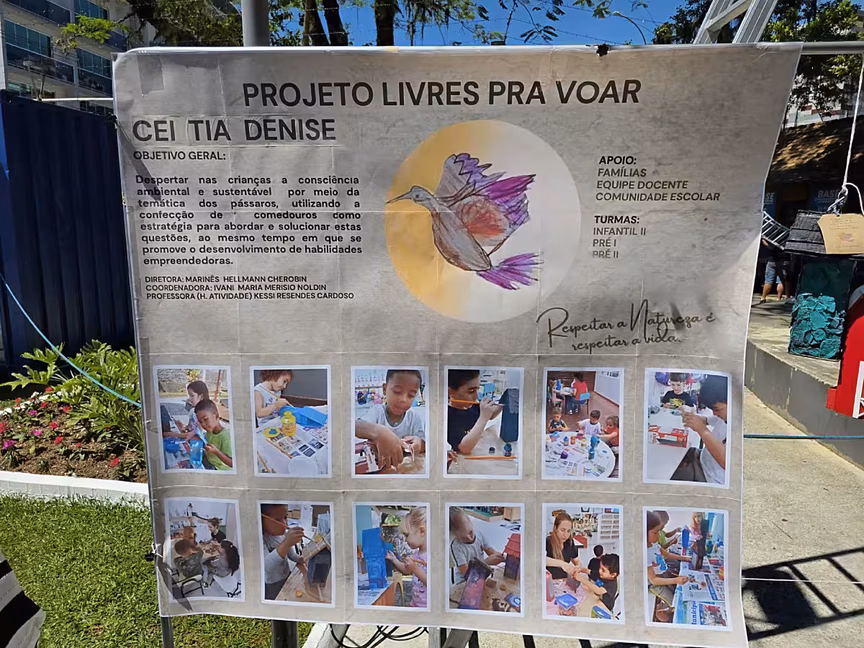 PROJETO LIVRES PRA VOAR
CEI TIA DENISE
OBJETIVO GERAL:
Despertar nas crianças a consciência
ambiental e sustentável por meio da
temática dos pássaros, utilizando a
confecção de comedouros como
estratégia para abordar e solucionar estas
questões, ao mesmo tempo em que se
promove o desenvolvimento de habilidades
empreendedoras.
DIRETORA: MARINÊS HELLMANN CHEROBIN
COORDENADORA: IVANI MARIA MERISIO NOLDIN
PROFESSORA (H. ATIVIDADE) KESSI RESENDES CARDOSO
APOIO:
FAMÍLIAS
EQUIPE DOCENTE
COMUNIDADE ESCOLAR
TURMAS:
INFANTIL II
PRÉ I
PRÉ II
Respeitar a Natureza é
respeitar a vida.